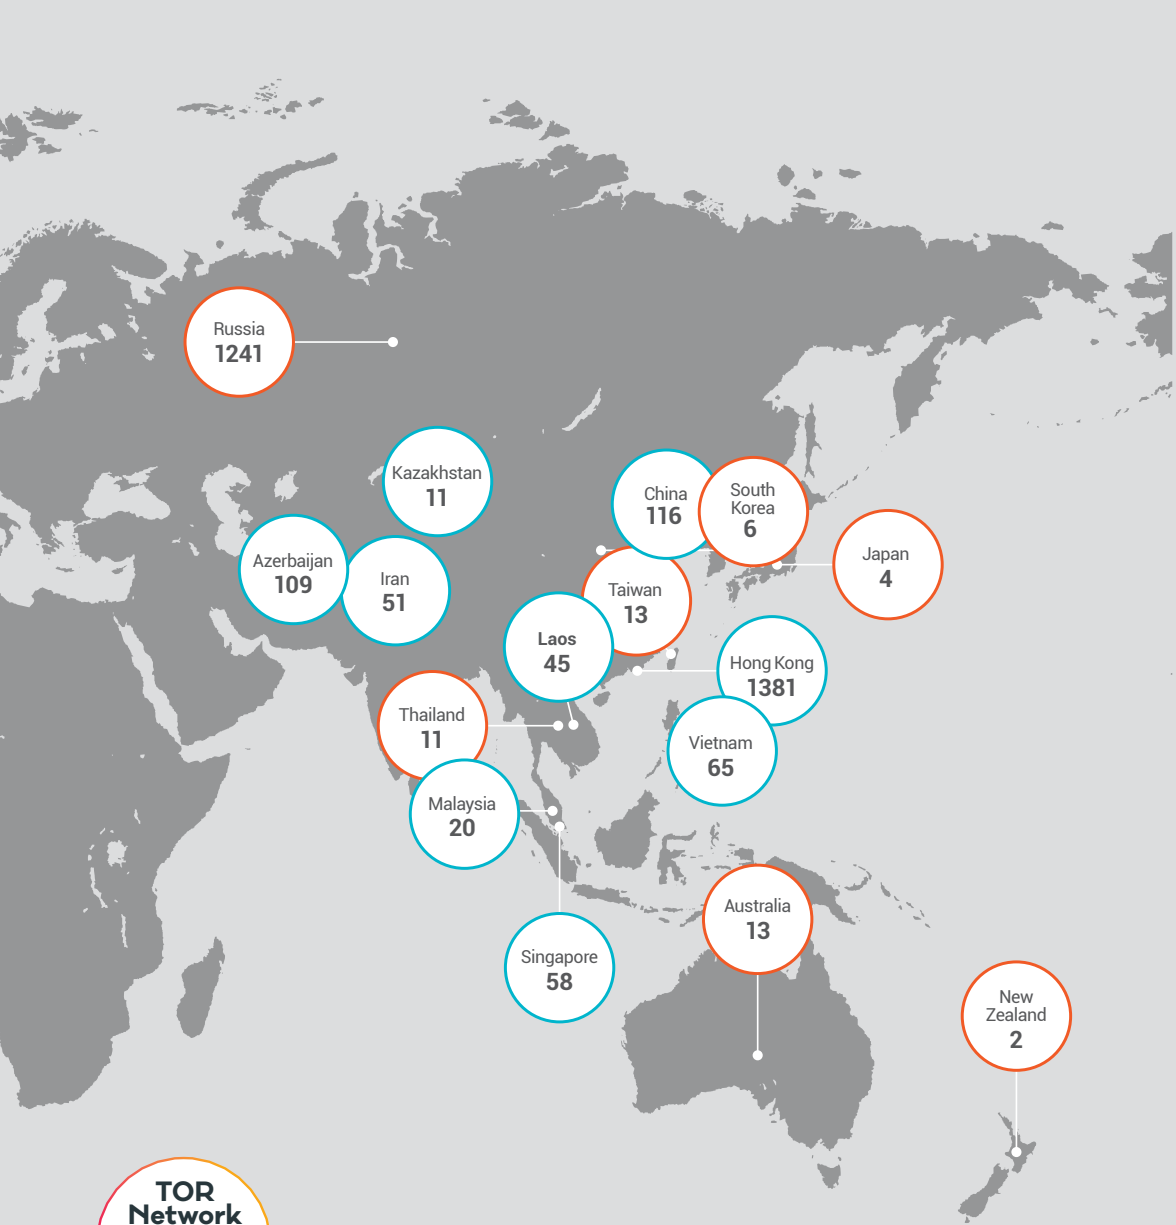 Russia
1241
Kazakhstan
11
China
116
South
Korea
6
Azerbaijan
109
Iran
51
Japan
4
Taiwan
13
Laos
45
Hong Kong
1381
Thailand
11
Vietnam
65
Malaysia
20
Australia
13
Singapore
58
New
Zealand
2
TOR
Network